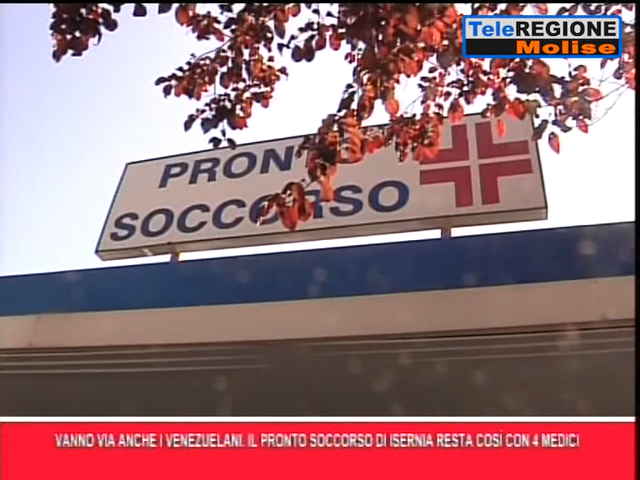 TeleREGIONE
Molise
PRONTO
SOCCORSO
VANNO VIA ANCHE I VENEZUELANI. IL PRONTO SOCCORSO DI ISERNIA RESTA COSÌ CON 4 MEDICI